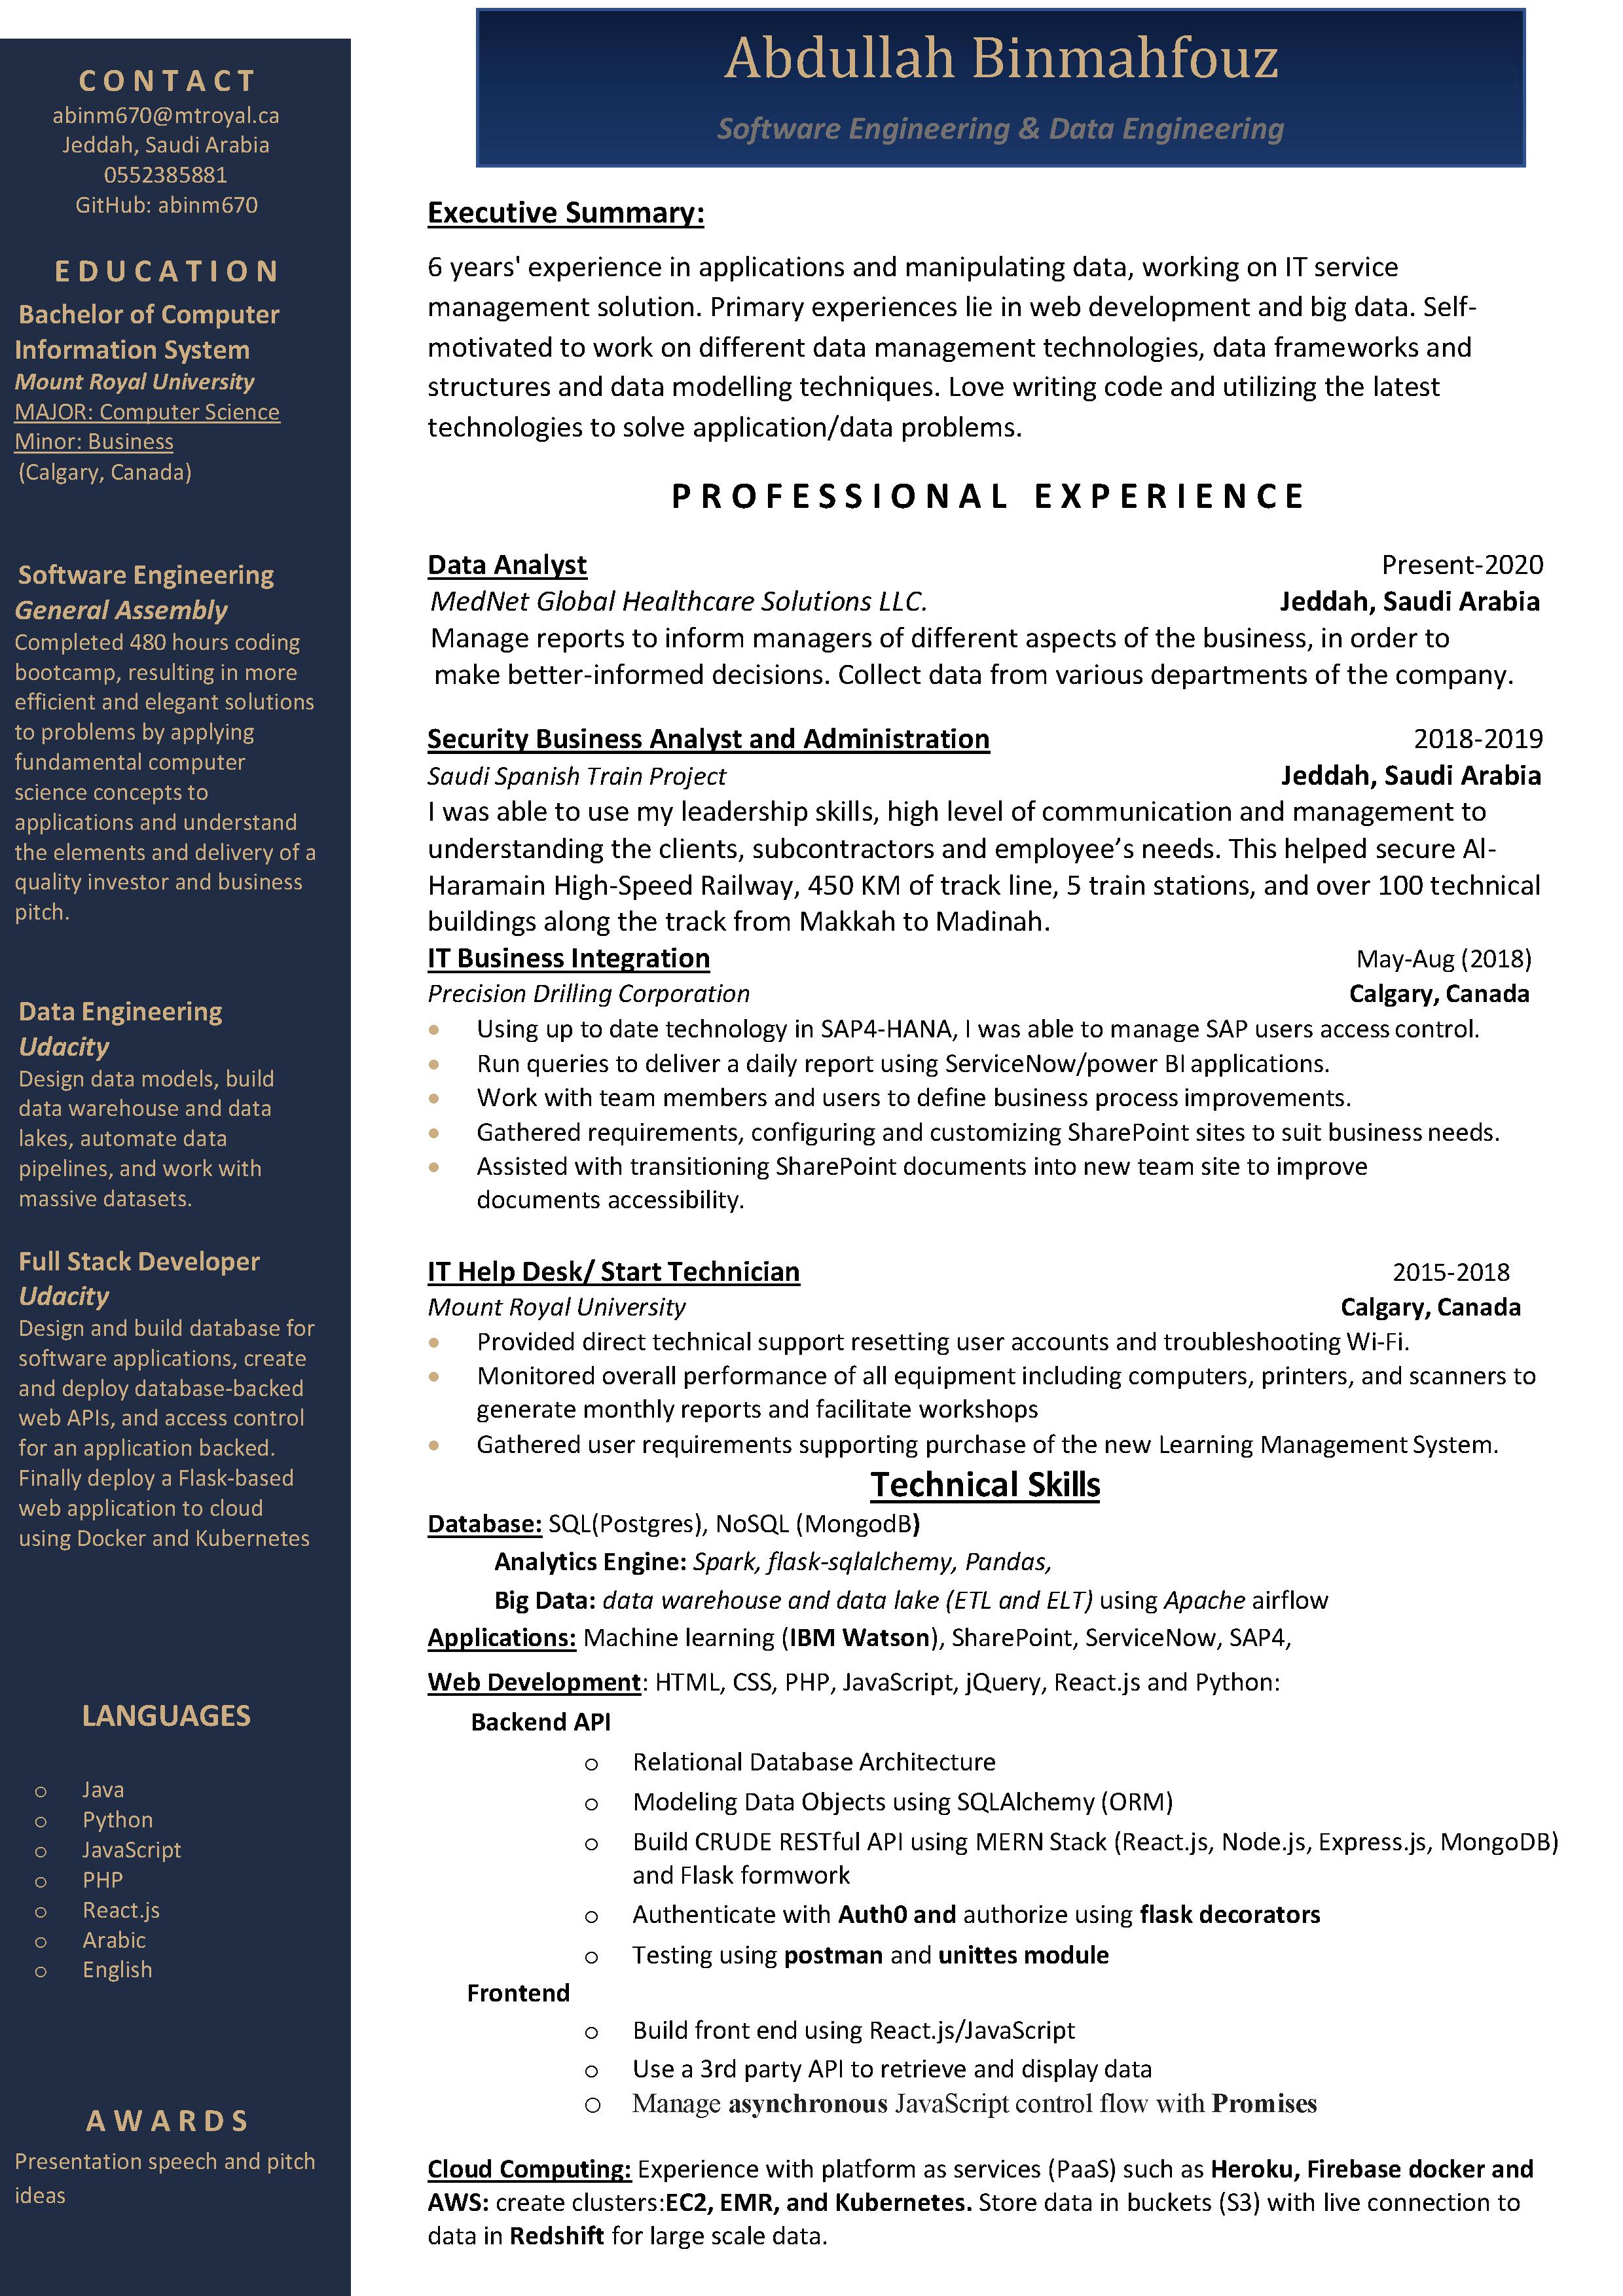 Abdullah Binmahfouz
Software Engineering & Data Engineering
CONTACT
abinm670@mtroyal.ca
Jeddah, Saudi Arabia
0552385881
GitHub: abinm670
EDUCATION
Bachelor of Computer
Information System
Mount Royal University
MAJOR: Computer Science
Minor: Business
(Calgary, Canada)
Software Engineering
General Assembly
Completed 480 hours coding
bootcamp, resulting in more
efficient and elegant solutions
to problems by applying
fundamental computer
science concepts to
applications and understand
the elements and delivery of a
quality investor and business
pitch.
Data Engineering
Udacity
Design data models, build
data warehouse and data
lakes, automate data
pipelines, and work with
massive datasets.
Full Stack Developer
Udacity
Design and build database for
software applications, create
and deploy database-backed
web APIs, and access control
for an application backed.
Finally deploy a Flask-based
web application to cloud
using Docker and Kubernetes
LANGUAGES
o Java
o Python
o JavaScript
o PHP
o React.js
o Arabic
o English
AWARDS
Presentation speech and pitch
ideas
Executive Summary:
6 years' experience in applications and manipulating data, working on IT service
management solution. Primary experiences lie in web development and big data. Self-
motivated to work on different data management technologies, data frameworks and
structures and data modelling techniques. Love writing code and utilizing the latest
technologies to solve application/data problems.
PROFESSIONAL EXPERIENCE
Data Analyst Present-2020
MedNet Global Healthcare Solutions LLC. Jeddah, Saudi Arabia
Manage reports to inform managers of different aspects of the business, in order to
make better-informed decisions. Collect data from various departments of the company.
Security Business Analyst and Administration 2018-2019
Saudi Spanish Train Project Jeddah, Saudi Arabia
I was able to use my leadership skills, high level of communication and management to
understanding the clients, subcontractors and employee’s needs. This helped secure Al-
Haramain High-Speed Railway, 450 KM of track line, 5 train stations, and over 100 technical
buildings along the track from Makkah to Madinah.
IT Business Integration May-Aug (2018)
Precision Drilling Corporation Calgary, Canada
• Using up to date technology in SAP4-HANA, I was able to manage SAP users access control.
• Run queries to deliver a daily report using ServiceNow/power BI applications.
• Work with team members and users to define business process improvements.
• Gathered requirements, configuring and customizing SharePoint sites to suit business needs.
• Assisted with transitioning SharePoint documents into new team site to improve
documents accessibility.
IT Help Desk/ Start Technician 2015-2018
Mount Royal University Calgary, Canada
• Provided direct technical support resetting user accounts and troubleshooting Wi-Fi.
• Monitored overall performance of all equipment including computers, printers, and scanners to
generate monthly reports and facilitate workshops
• Gathered user requirements supporting purchase of the new Learning Management System.
Technical Skills
Database: SQL(Postgres), NoSQL (MongodB)
Analytics Engine: Spark, flask-sqlalchemy, Pandas,
Big Data: data warehouse and data lake (ETL and ELT) using Apache airflow
Applications: Machine learning (IBM Watson), SharePoint, ServiceNow, SAP4,
Web Development: HTML, CSS, PHP, JavaScript, jQuery, React.js and Python:
Backend API
o Relational Database Architecture
o Modeling Data Objects using SQLAlchemy (ORM)
o Build CRUDE RESTful API using MERN Stack (React.js, Node.js, Express.js, MongoDB)
and Flask formwork
o Authenticate with Auth0 and authorize using flask decorators
o Testing using postman and unittes module
Frontend
o Build front end using React.js/JavaScript
o Use a 3rd party API to retrieve and display data
o Manage asynchronous JavaScript control flow with Promises
Cloud Computing: Experience with platform as services (PaaS) such as Heroku, Firebase docker and
AWS: create clusters:EC2, EMR, and Kubernetes. Store data in buckets (S3) with live connection to
data in Redshift for large scale data.